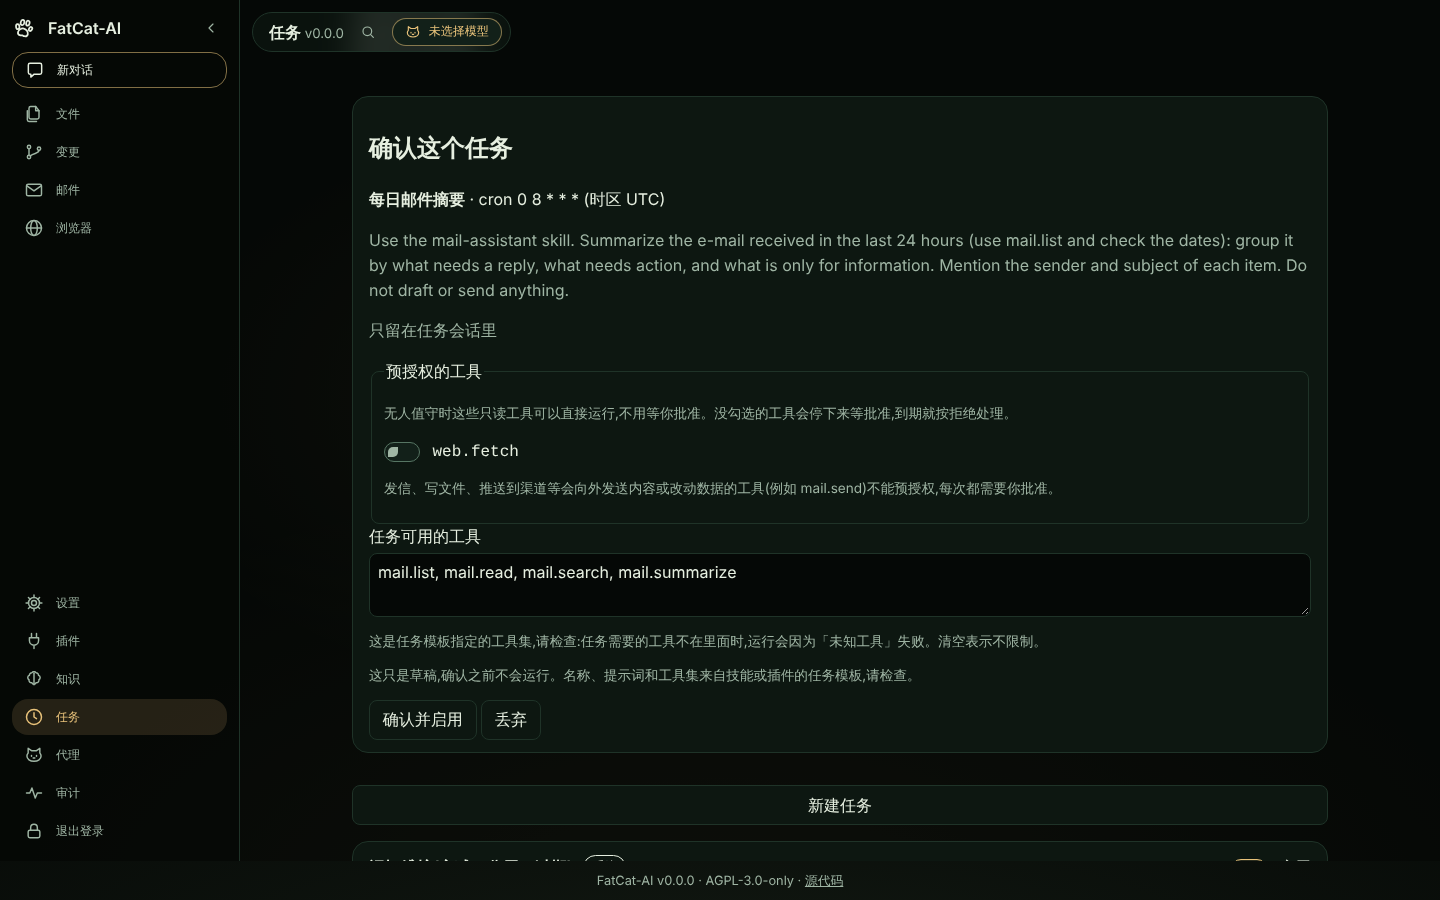 FatCat-AI
新对话
文件
变更
邮件
浏览器
设置
插件
知识
任务
代理
审计
退出登录
任务 v0.0.0
未选择模型
确认这个任务
每日邮件摘要 · cron 0 8 * * * (时区 UTC)
Use the mail-assistant skill. Summarize the e-mail received in the last 24 hours (use mail.list and check the dates): group it
by what needs a reply, what needs action, and what is only for information. Mention the sender and subject of each item. Do
not draft or send anything.
只留在任务会话里
预授权的工具
无人值守时这些只读工具可以直接运行,不用等你批准。没勾选的工具会停下来等批准,到期就按拒绝处理。
web.fetch
发信、写文件、推送到渠道等会向外发送内容或改动数据的工具(例如 mail.send)不能预授权,每次都需要你批准。
任务可用的工具
mail.list, mail.read, mail.search, mail.summarize
这是任务模板指定的工具集,请检查:任务需要的工具不在里面时,运行会因为「未知工具」失败。清空表示不限制。
这只是草稿,确认之前不会运行。名称、提示词和工具集来自技能或插件的任务模板,请检查。
确认并启用
丢弃
新建任务
FatCat-AI v0.0.0 · AGPL-3.0-only · 源代码